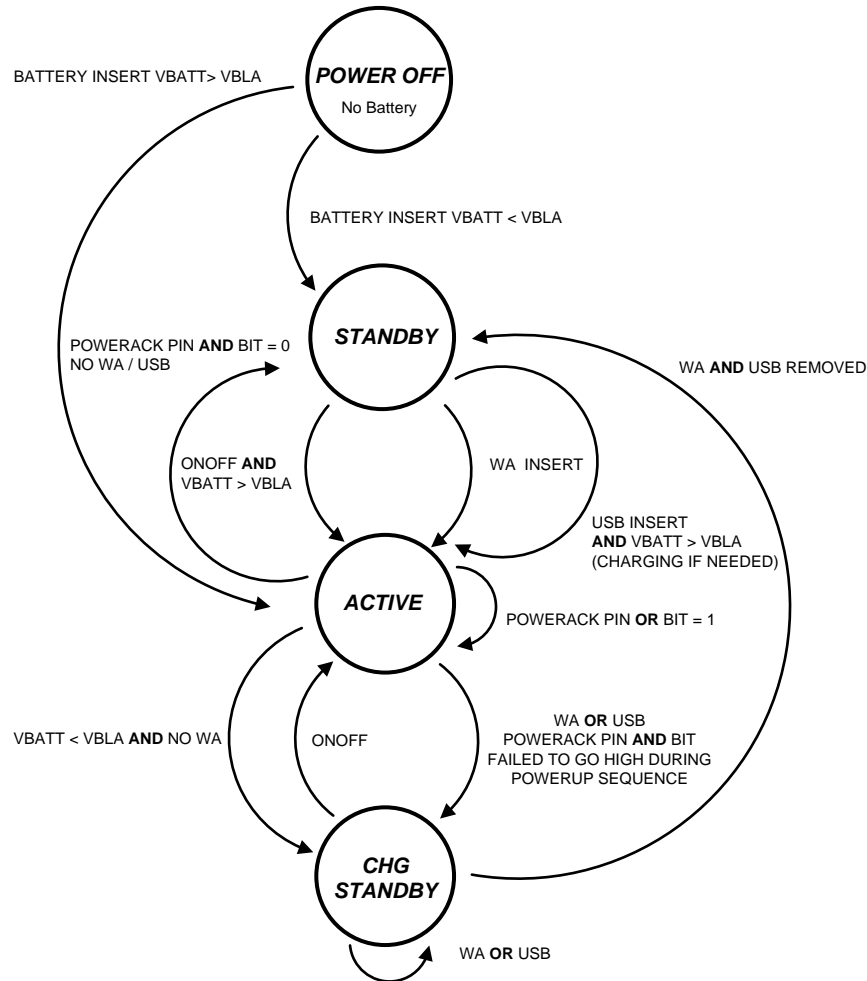 POWER OFF
No Battery
BATTERY INSERT VBATT> VBLA
BATTERY INSERT VBATT < VBLA
STANDBY
POWERACK PIN AND BIT = 0
NO WA / USB
WA AND USB REMOVED
ONOFF AND
VBATT > VBLA
WA INSERT
USB INSERT
AND VBATT > VBLA
(CHARGING IF NEEDED)
ACTIVE
POWERACK PIN OR BIT = 1
VBATT < VBLA AND NO WA
ONOFF
WA OR USB
POWERACK PIN AND BIT
FAILED TO GO HIGH DURING
POWERUP SEQUENCE
CHG
STANDBY
WA OR USB